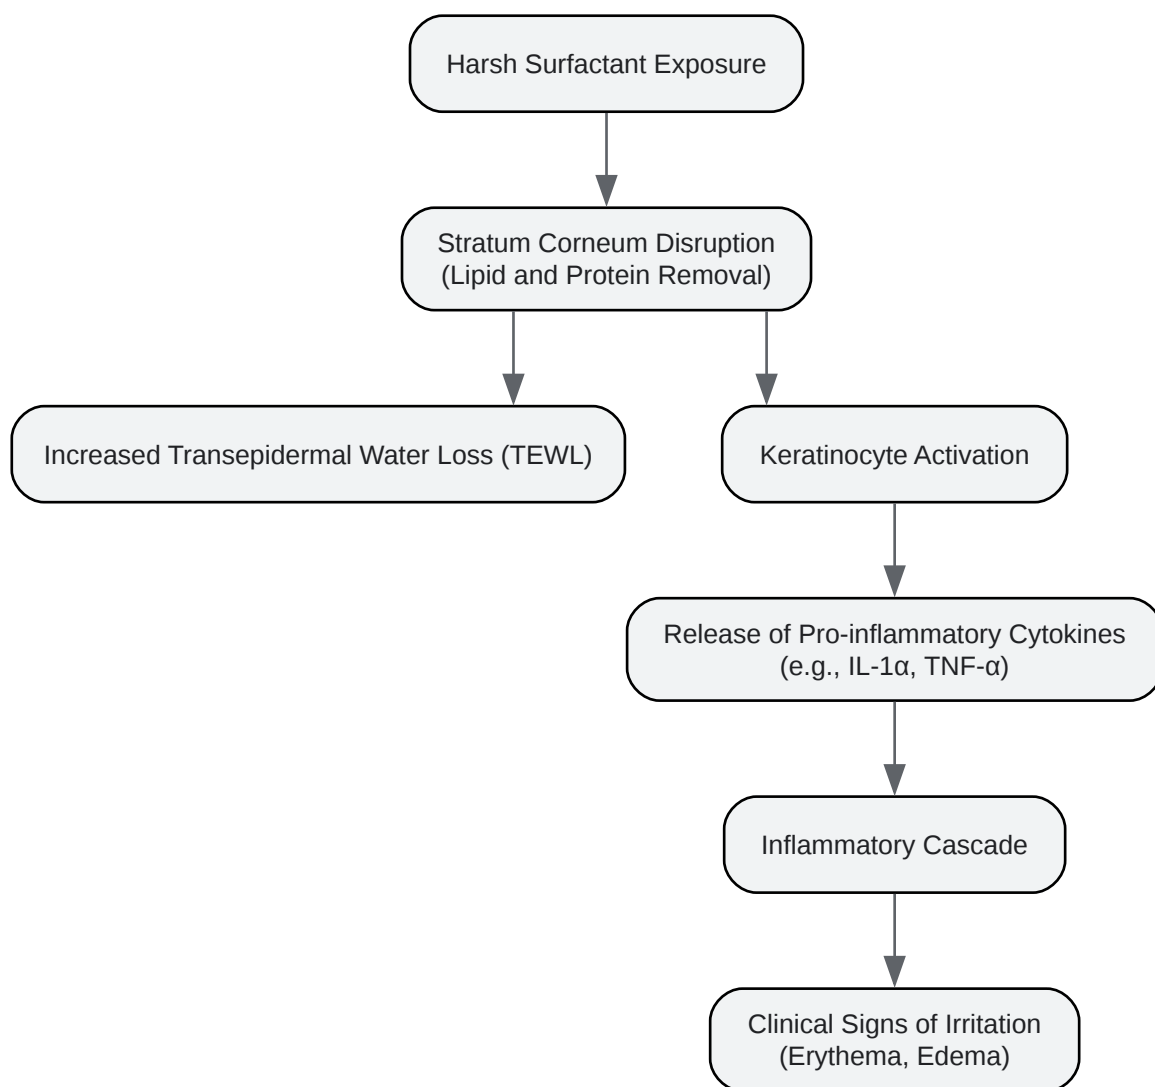 Harsh Surfactant Exposure
Stratum Corneum Disruption
(Lipid and Protein Removal)
Increased Transepidermal Water Loss (TEWL)
Keratinocyte Activation
Release of Pro-inflammatory Cytokines
(e.g., IL-1α, TNF-α)
Inflammatory Cascade
Clinical Signs of Irritation
(Erythema, Edema)